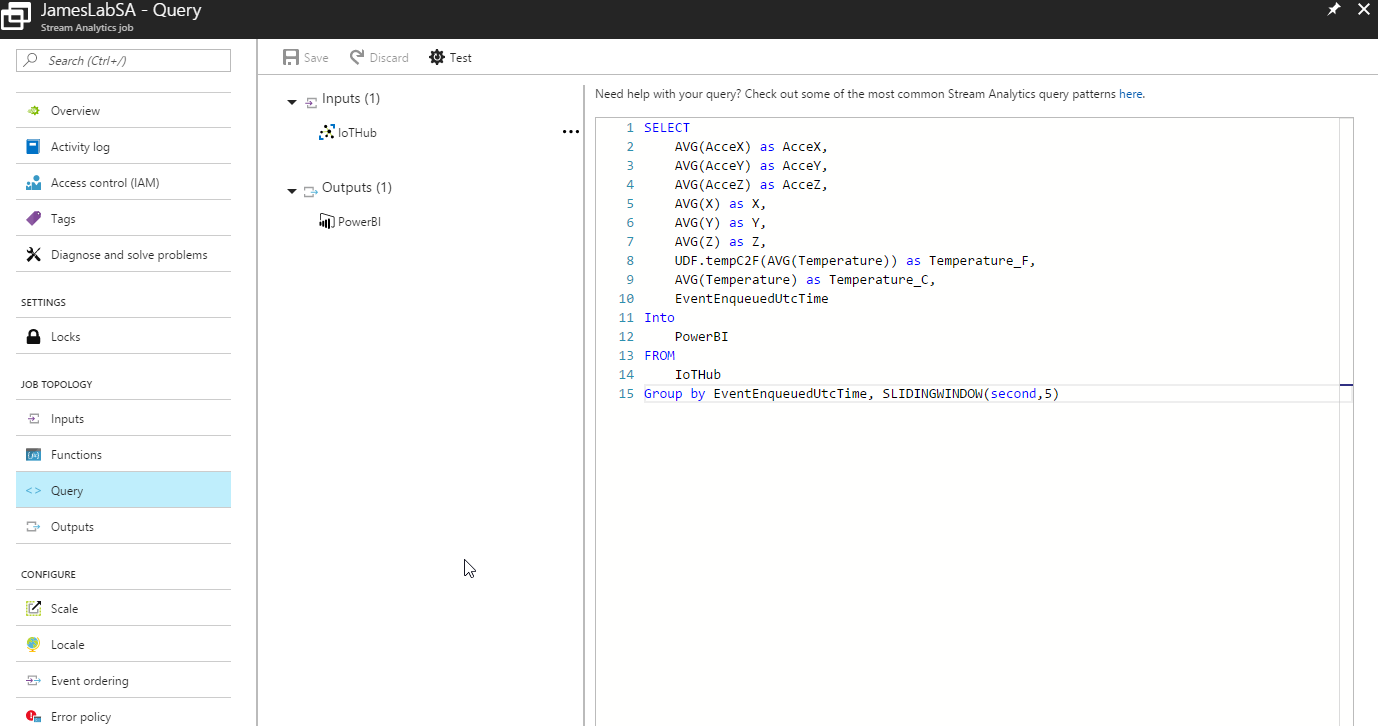 JamesLabSA - Query
Stream Analytics job
Search (Ctrl+/)
Overview
Activity log
Access control (IAM)
Tags
Diagnose and solve problems
SETTINGS
Locks
JOB TOPOLOGY
Inputs
Functions
Query
Outputs
CONFIGURE
Scale
Locale
Event ordering
Error policy
Save Discard Test
Inputs (1)
IoTHub
Outputs (1)
PowerBI
Need help with your query? Check out some of the most common Stream Analytics query patterns here.
1 SELECT
2 AVG(AcceX) as AcceX,
3 AVG(AcceY) as AcceY,
4 AVG(AcceZ) as AcceZ,
5 AVG(X) as X,
6 AVG(Y) as Y,
7 AVG(Z) as Z,
8 UDF.tempC2F(AVG(Temperature)) as Temperature_F,
9 AVG(Temperature) as Temperature_C,
10 EventEnqueuedUtcTime
11 Into
12 PowerBI
13 FROM
14 IoTHub
15 Group by EventEnqueuedUtcTime, SLIDINGWINDOW(second,5)